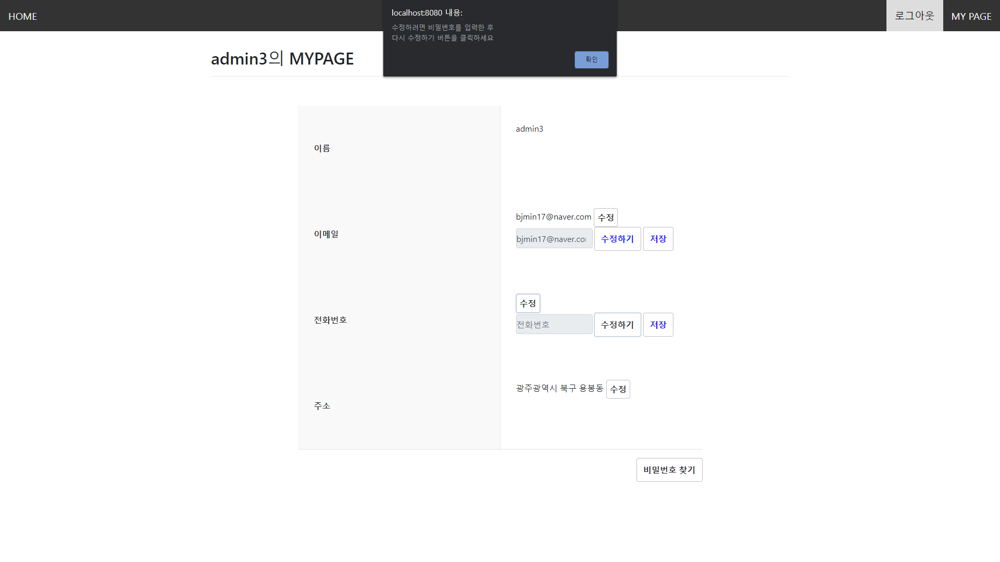 HOME
로그아웃
MY PAGE
localhost:8080 내용:
수정하려면 비밀번호를 입력한 후
다시 수정하기 버튼을 클릭하세요
확인
admin3의 MYPAGE
이름
admin3
이메일
bjmin17@naver.com 수정
bjmin17@naver.co 수정하기 저장
전화번호
수정
전화번호 수정하기 저장
주소
광주광역시 북구 용봉동 수정
비밀번호 찾기